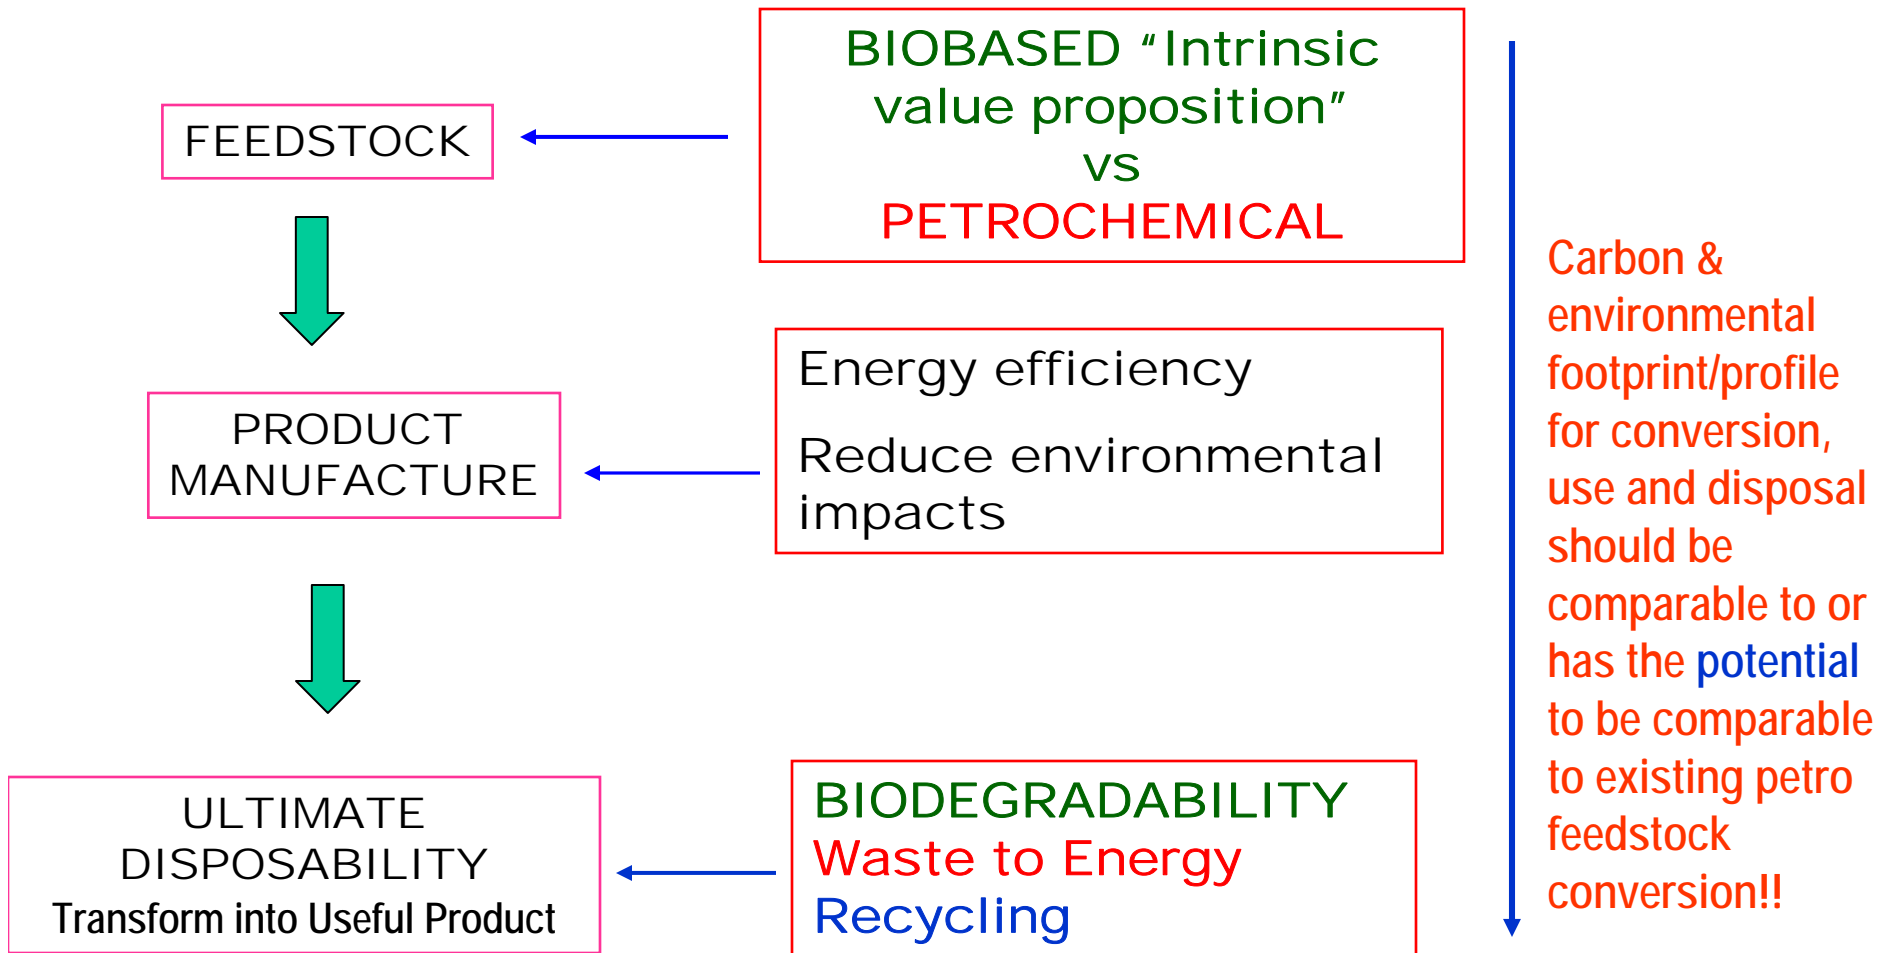 BIOBASED “Intrinsic
value proposition”
vs
PETROCHEMICAL
FEEDSTOCK
Energy efficiency
Reduce environmental
impacts
PRODUCT
MANUFACTURE
BIODEGRADABILITY
Waste to Energy
Recycling
ULTIMATE
DISPOSABILITY
Transform into Useful Product
Carbon &
environmental
footprint/profile
for conversion,
use and disposal
should be
comparable to or
has the potential
to be comparable
to existing petro
feedstock
conversion!!